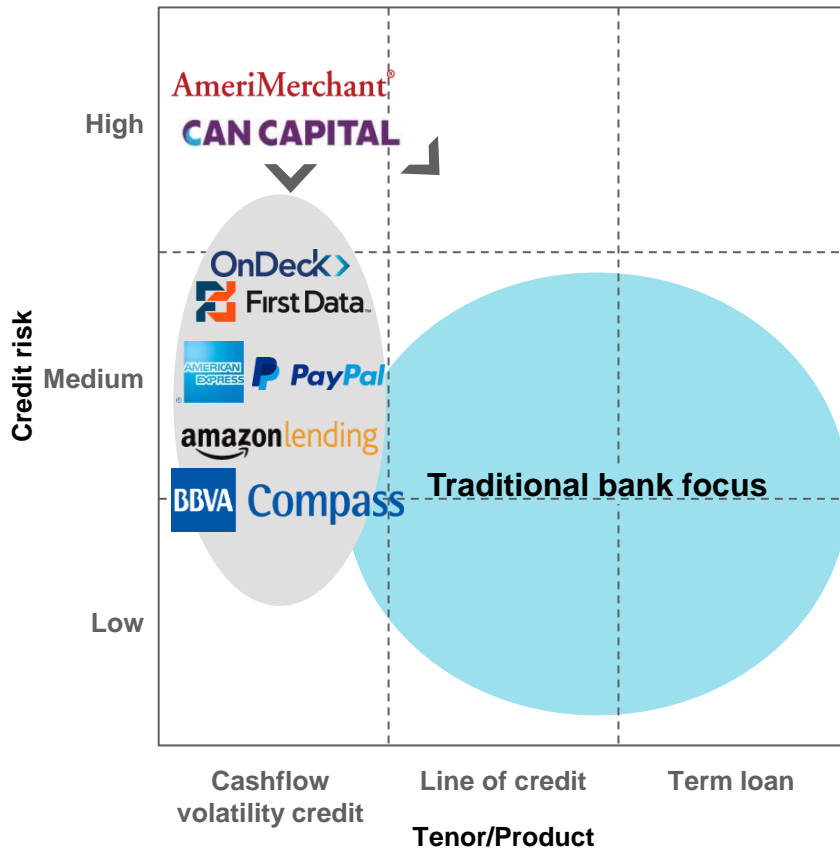 AmeriMerchant®
CAN CAPITAL
High
OnDeck
First Data™
AMERICAN
EXPRESS
®
PayPal
Medium
amazonlending
BBVA Compass
Traditional bank focus
Low
Credit risk
Cashflow
volatility credit
Line of credit
Term loan
Tenor/Product